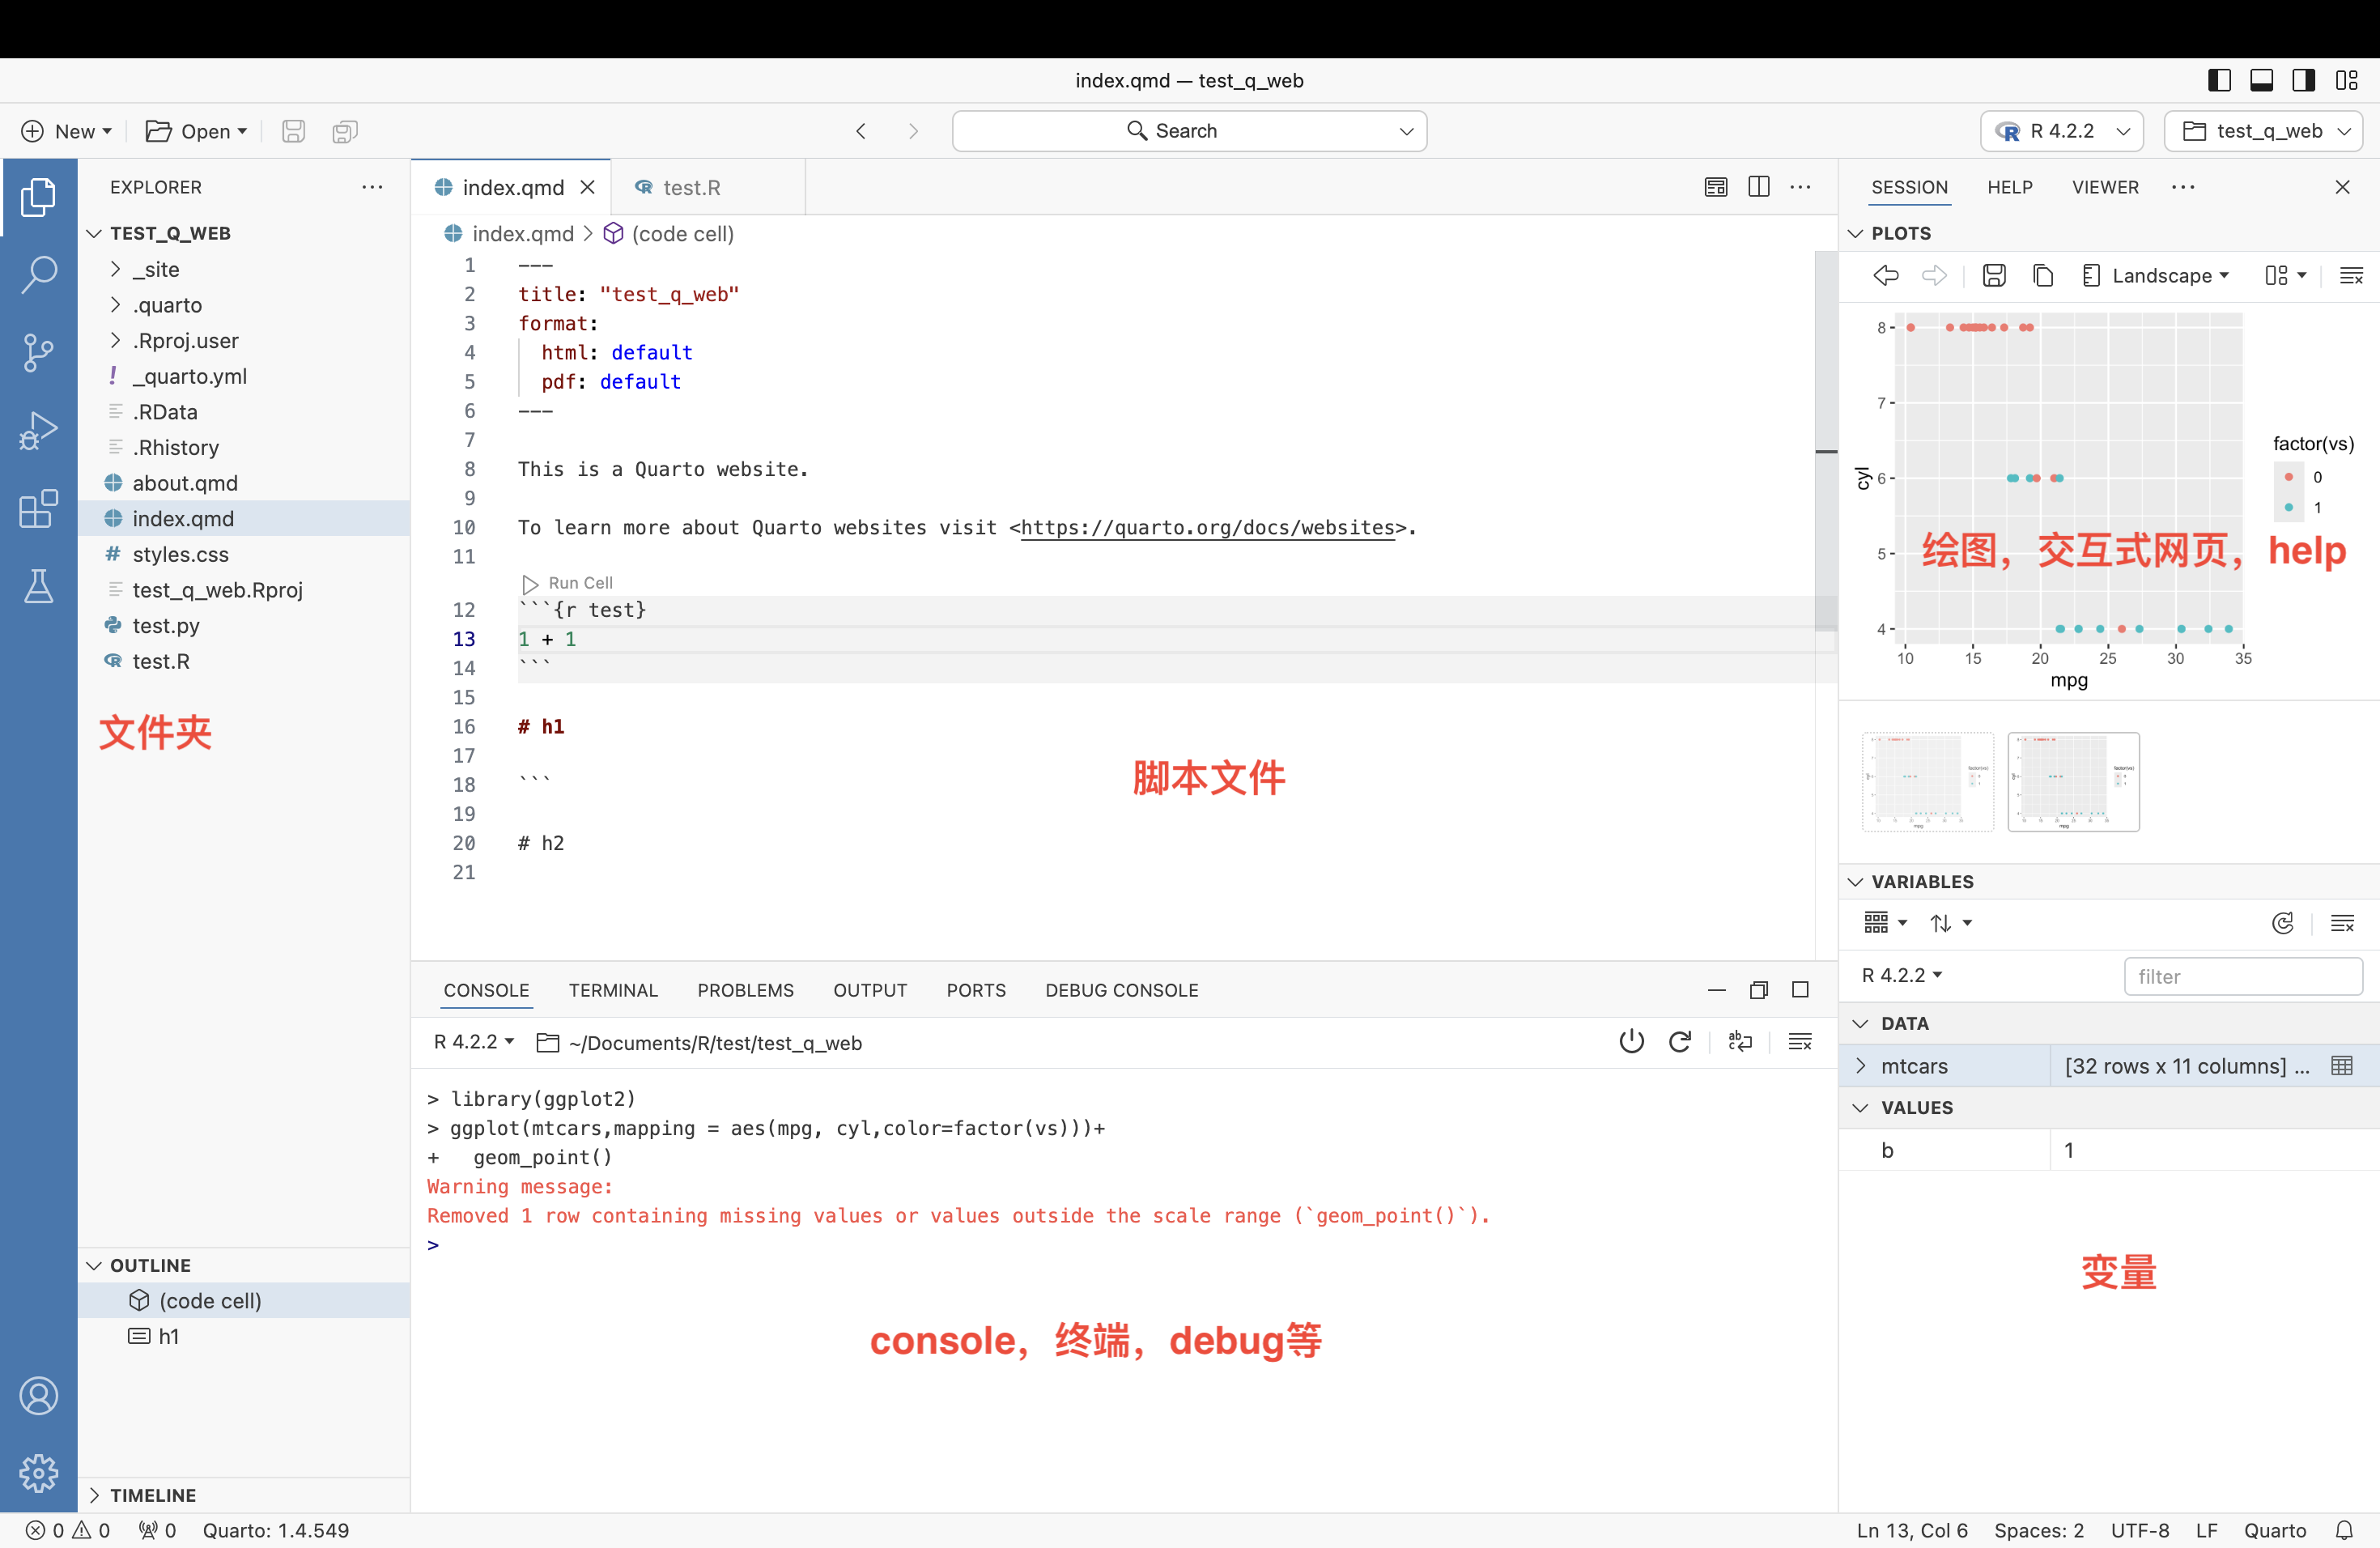 index.qmd — test_q_web
New
Open
Search
R 4.2.2
test_q_web
EXPLORER
TEST_Q_WEB
_site
.quarto
.Rproj.user
! _quarto.yml
.RData
.Rhistory
about.qmd
index.qmd
# styles.css
test_q_web.Rproj
test.py
test.R
文件夹
OUTLINE
(code cell)
h1
TIMELINE
index.qmd
test.R
index.qmd > (code cell)
1 ---
2 title: "test_q_web"
3 format:
4 html: default
5 pdf: default
6 ---
7
8 This is a Quarto website.
9
10 To learn more about Quarto websites visit <https://quarto.org/docs/websites>.
11
Run Cell
12 ```{r test}
13 1 + 1
14 ```
15
16 # h1
17
18 ```
19
20 # h2
21
脚本文件
CONSOLE TERMINAL PROBLEMS OUTPUT PORTS DEBUG CONSOLE
R 4.2.2 ~/Documents/R/test/test_q_web
> library(ggplot2)
> ggplot(mtcars,mapping = aes(mpg, cyl,color=factor(vs)))+
+ geom_point()
Warning message:
Removed 1 row containing missing values or values outside the scale range (`geom_point()`).
>
console，终端，debug等
SESSION HELP VIEWER
PLOTS
Landscape
8
7
6
5
4
cyl
10 15 20 25 30 35
mpg
factor(vs)
0
1
绘图，交互式网页，help
VARIABLES
R 4.2.2
filter
DATA
mtcars [32 rows x 11 columns] ...
VALUES
b 1
变量
0 0 0 Quarto: 1.4.549
Ln 13, Col 6 Spaces: 2 UTF-8 LF Quarto